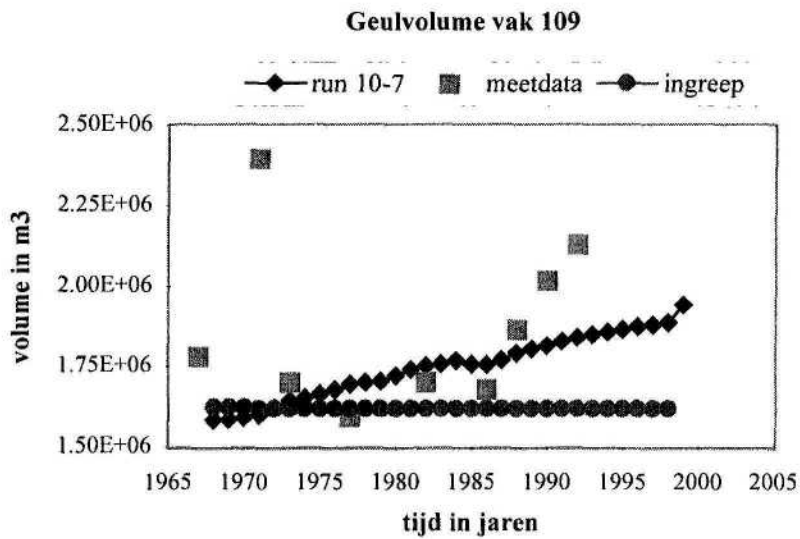 Geulvolume vak 109
run 10-7 meetdata ingreep
volume in m3
2.50E+06
2.25E+06
2.00E+06
1.75E+06
1.50E+06
1965 1970 1975 1980 1985 1990 1995 2000 2005
tijd in jaren